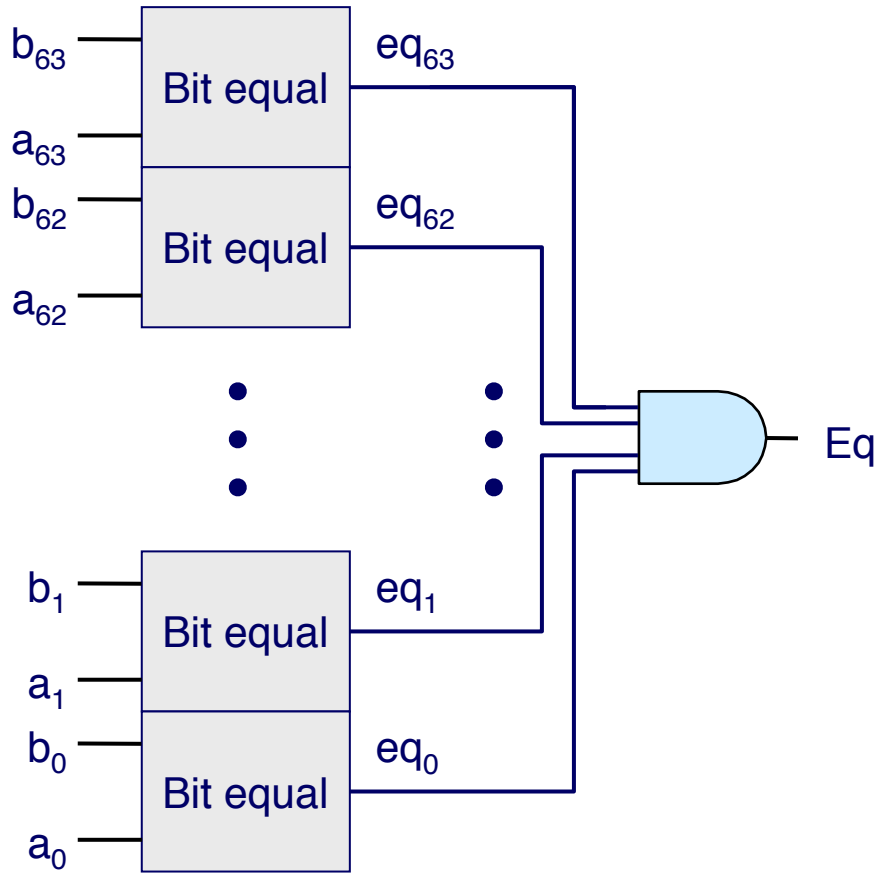 b₆₃
eq₆₃
Bit equal
a₆₃
b₆₂
eq₆₂
Bit equal
a₆₂
Eq
b₁
eq₁
Bit equal
a₁
b₀
eq₀
Bit equal
a₀